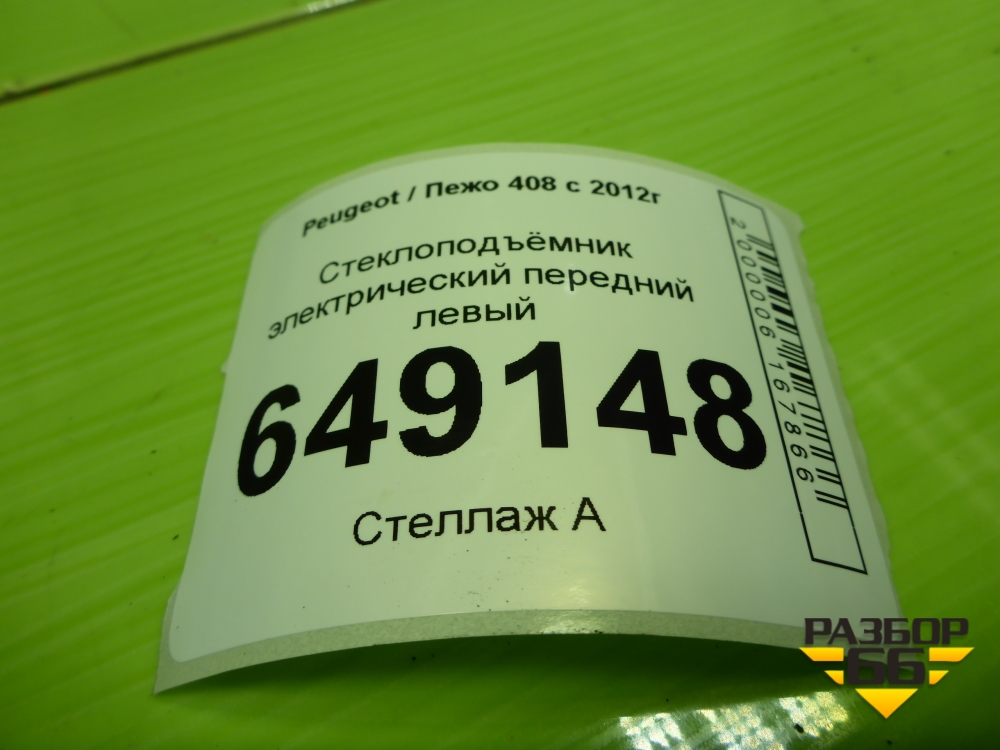 Peugeot / Пежо 408 с 2012г
Стеклоподъёмник
электрический передний
левый
649148
Стеллаж А
2000006167866
РАЗБОР
66